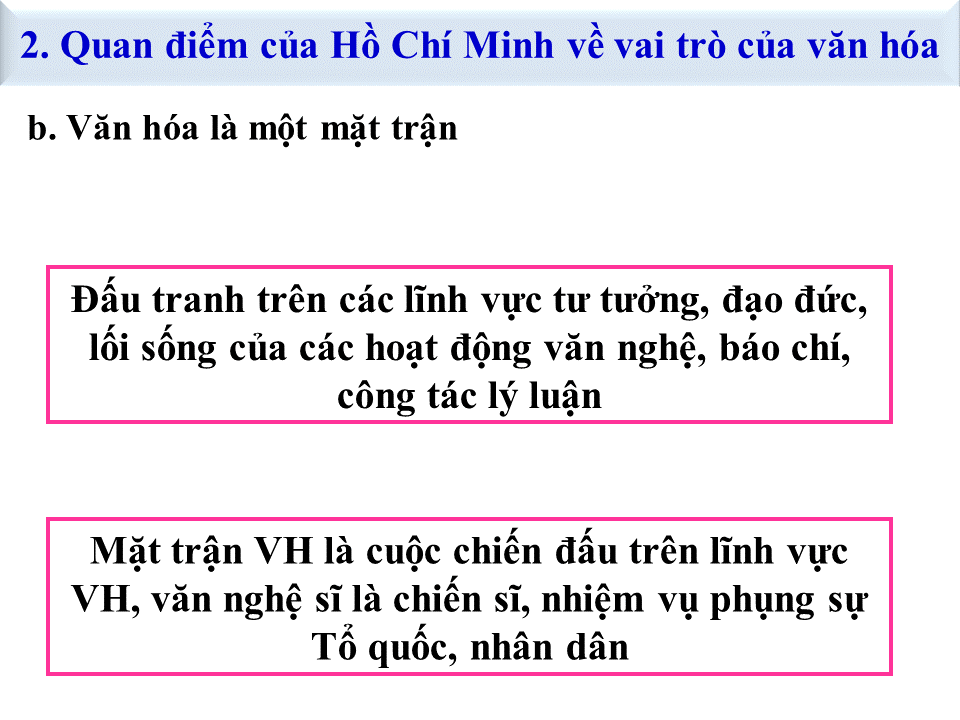 2. Quan điểm của Hồ Chí Minh về vai trò của văn hóa
b. Văn hóa là một mặt trận
Đấu tranh trên các lĩnh vực tư tưởng, đạo đức,
lối sống của các hoạt động văn nghệ, báo chí,
công tác lý luận
Mặt trận VH là cuộc chiến đấu trên lĩnh vực
VH, văn nghệ sĩ là chiến sĩ, nhiệm vụ phụng sự
Tổ quốc, nhân dân